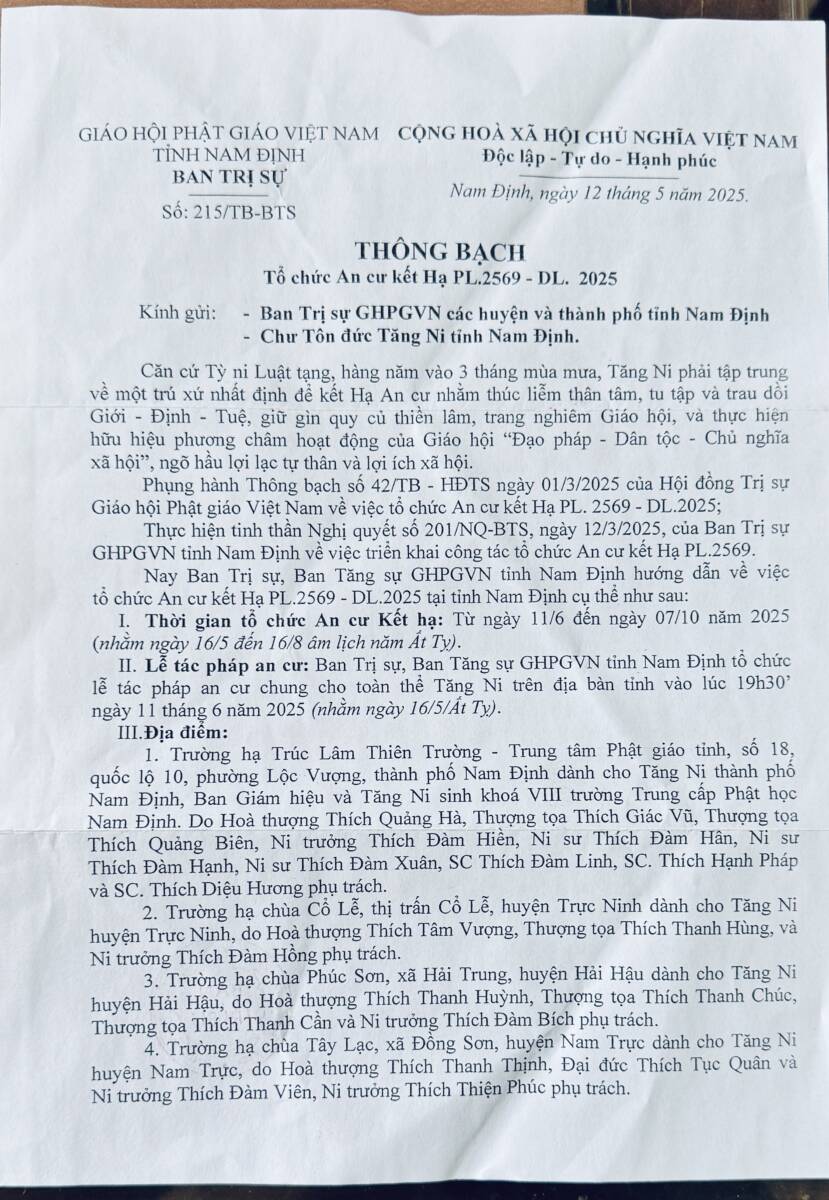 GIÁO HỘI PHẬT GIÁO VIỆT NAM
TỈNH NAM ĐỊNH
BAN TRỊ SỰ
Số: 215/TB-BTS
CỘNG HOÀ XÃ HỘI CHỦ NGHĨA VIỆT NAM
Độc lập - Tự do - Hạnh phúc
Nam Định, ngày 12 tháng 5 năm 2025.
THÔNG BẠCH
Tổ chức An cư kết Hạ PL.2569 - DL. 2025
Kính gửi: - Ban Trị sự GHPGVN các huyện và thành phố tỉnh Nam Định
- Chư Tôn đức Tăng Ni tỉnh Nam Định.
Căn cứ Tỳ ni Luật tạng, hàng năm vào 3 tháng mùa mưa, Tăng Ni phải tập trung
về một trú xứ nhất định để kết Hạ An cư nhằm thúc liễm thân tâm, tu tập và trau dồi
Giới - Định - Tuệ, giữ gìn quy củ thiền lâm, trang nghiêm Giáo hội, và thực hiện
hữu hiệu phương châm hoạt động của Giáo hội “Đạo pháp - Dân tộc - Chủ nghĩa
xã hội”, ngõ hầu lợi lạc tự thân và lợi ích xã hội.
Phụng hành Thông bạch số 42/TB - HĐTS ngày 01/3/2025 của Hội đồng Trị sự
Giáo hội Phật giáo Việt Nam về việc tổ chức An cư kết Hạ PL. 2569 - DL.2025;
Thực hiện tinh thần Nghị quyết số 201/NQ-BTS, ngày 12/3/2025, của Ban Trị sự
GHPGVN tỉnh Nam Định về việc triển khai công tác tổ chức An cư kết Hạ PL.2569.
Nay Ban Trị sự, Ban Tăng sự GHPGVN tỉnh Nam Định hướng dẫn về việc
tổ chức An cư kết Hạ PL.2569 - DL.2025 tại tỉnh Nam Định cụ thể như sau:
I. Thời gian tổ chức An cư Kết hạ: Từ ngày 11/6 đến ngày 07/10 năm 2025
(nhằm ngày 16/5 đến 16/8 âm lịch năm Ất Tỵ).
II. Lễ tác pháp an cư: Ban Trị sự, Ban Tăng sự GHPGVN tỉnh Nam Định tổ chức
lễ tác pháp an cư chung cho toàn thể Tăng Ni trên địa bàn tỉnh vào lúc 19h30’
ngày 11 tháng 6 năm 2025 (nhằm ngày 16/5/Ất Tỵ).
III.Địa điểm:
1. Trường hạ Trúc Lâm Thiên Trường - Trung tâm Phật giáo tỉnh, số 18,
quốc lộ 10, phường Lộc Vượng, thành phố Nam Định dành cho Tăng Ni thành phố
Nam Định, Ban Giám hiệu và Tăng Ni sinh khoá VIII trường Trung cấp Phật học
Nam Định. Do Hoà thượng Thích Quảng Hà, Thượng tọa Thích Giác Vũ, Thượng tọa
Thích Quảng Biên, Ni trưởng Thích Đàm Hiền, Ni sư Thích Đàm Hân, Ni sư
Thích Đàm Hạnh, Ni sư Thích Đàm Xuân, SC Thích Đàm Linh, SC. Thích Hạnh Pháp
và SC. Thích Diệu Hương phụ trách.
2. Trường hạ chùa Cổ Lễ, thị trấn Cổ Lễ, huyện Trực Ninh dành cho Tăng Ni
huyện Trực Ninh, do Hoà thượng Thích Tâm Vượng, Thượng tọa Thích Thanh Hùng, và
Ni trưởng Thích Đàm Hồng phụ trách.
3. Trường hạ chùa Phúc Sơn, xã Hải Trung, huyện Hải Hậu dành cho Tăng Ni
huyện Hải Hậu, do Hoà thượng Thích Thanh Huỳnh, Thượng tọa Thích Thanh Chúc,
Thượng tọa Thích Thanh Cần và Ni trưởng Thích Đàm Bích phụ trách.
4. Trường hạ chùa Tây Lạc, xã Đồng Sơn, huyện Nam Trực dành cho Tăng Ni
huyện Nam Trực, do Hoà thượng Thích Thanh Thịnh, Đại đức Thích Tục Quân và
Ni trưởng Thích Đàm Viên, Ni trưởng Thích Thiện Phúc phụ trách.